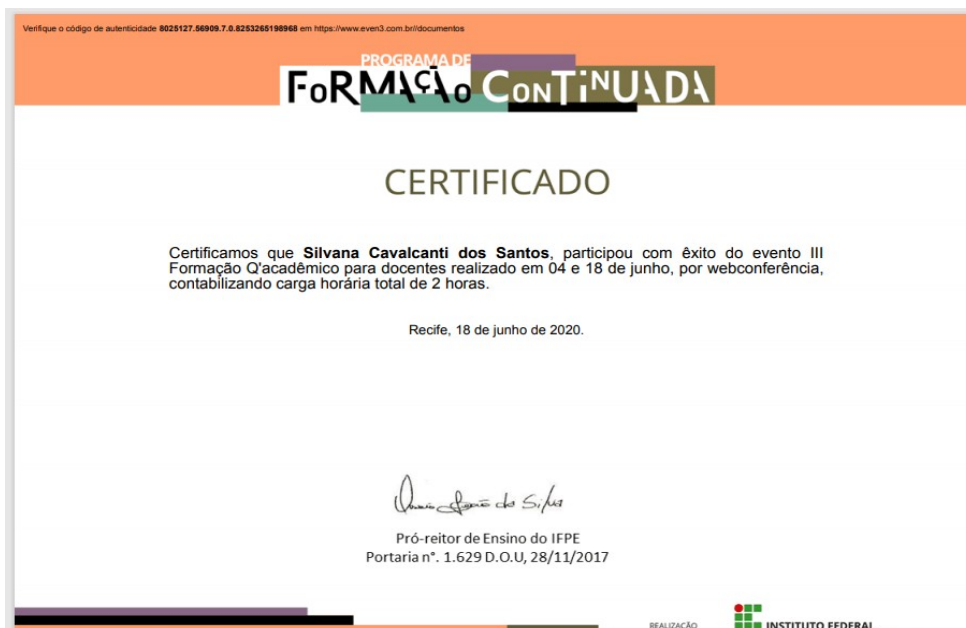 Verifique o código de autenticidade 8025127.56909.7.0.8253265198968 em https://www.even3.com.br//documentos
PROGRAMA DE
FoRMAÇÃo ConTiNUADA
CERTIFICADO
Certificamos que Silvana Cavalcanti dos Santos, participou com êxito do evento III
Formação Q'acadêmico para docentes realizado em 04 e 18 de junho, por webconferência,
contabilizando carga horária total de 2 horas.
Recife, 18 de junho de 2020.
Pró-reitor de Ensino do IFPE
Portaria n°. 1.629 D.O.U, 28/11/2017
REALIZAÇÃO
INSTITUTO FEDERAL